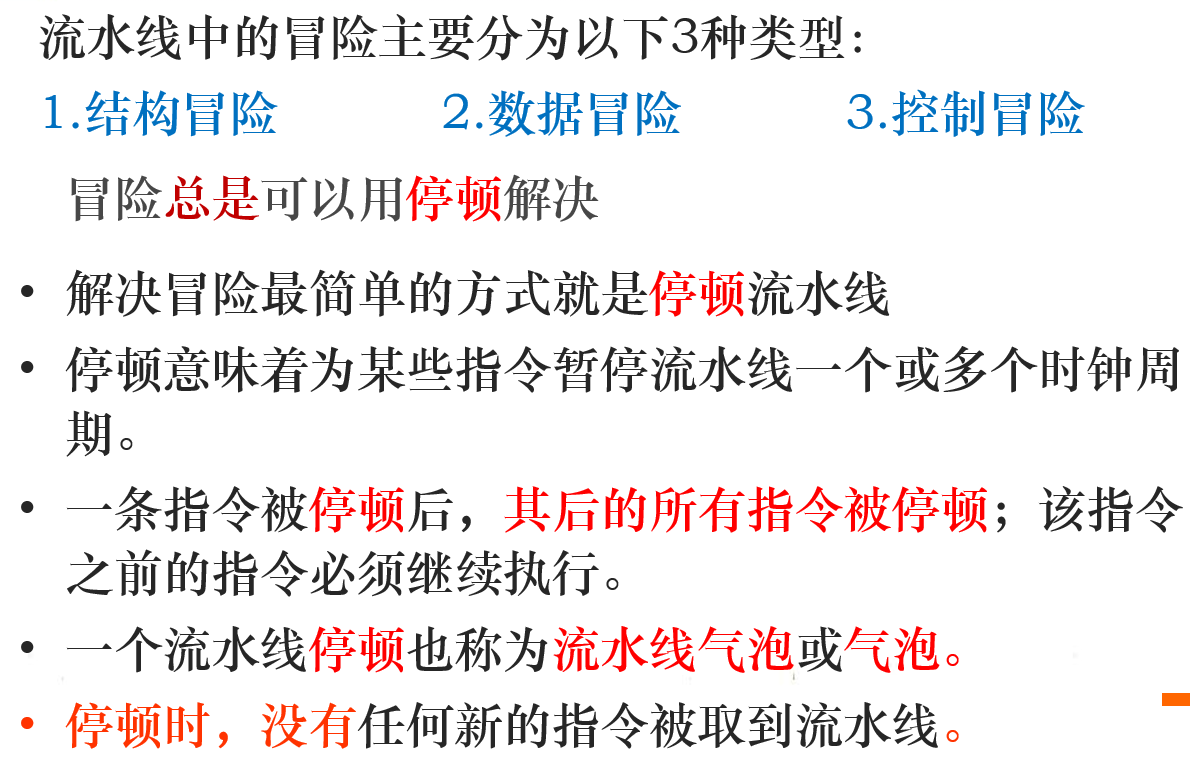 流水线中的冒险主要分为以下3种类型：
1.结构冒险 2.数据冒险 3.控制冒险
冒险总是可以用停顿解决
• 解决冒险最简单的方式就是停顿流水线
• 停顿意味着为某些指令暂停流水线一个或多个时钟周
期。
• 一条指令被停顿后，其后的所有指令被停顿；该指令
之前的指令必须继续执行。
• 一个流水线停顿也称为流水线气泡或气泡。
• 停顿时，没有任何新的指令被取到流水线。